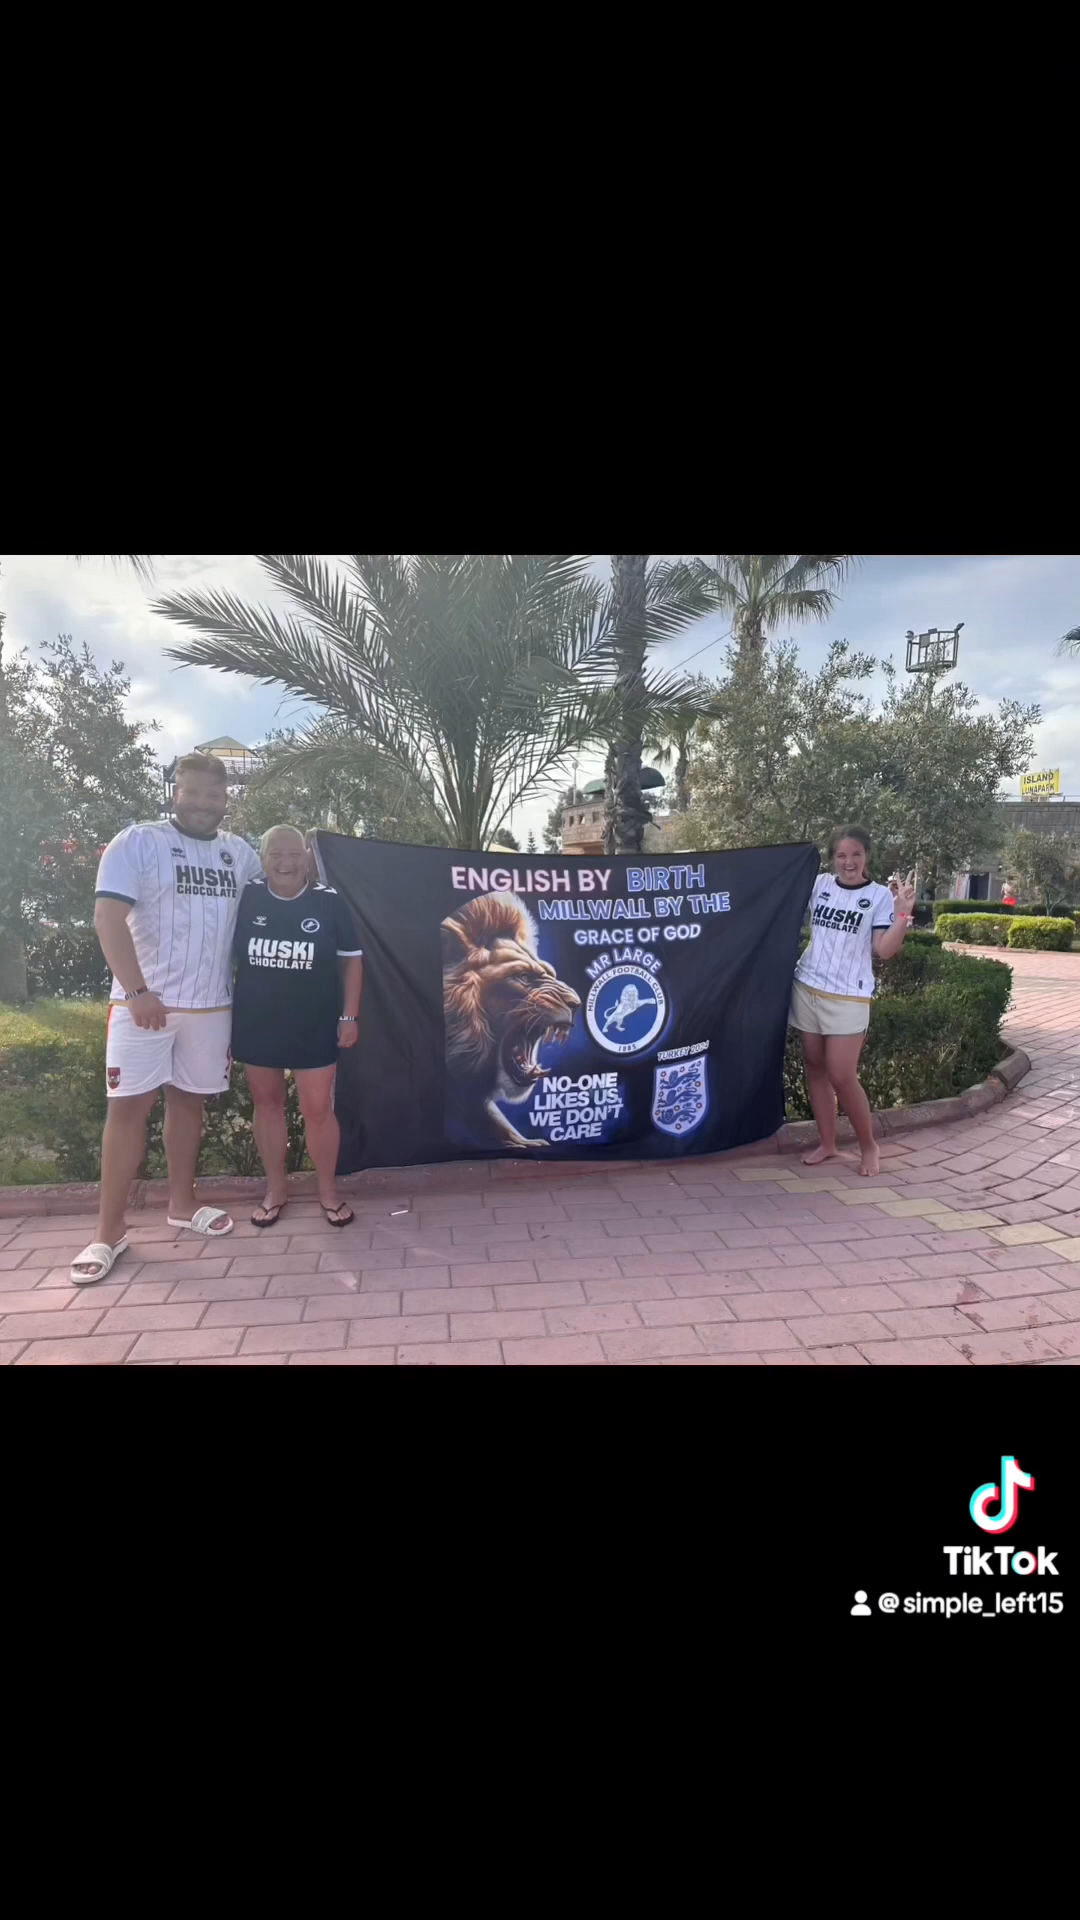 ISLAND
LUNAPARK
HUSKI
CHOCOLATE
HUSKI
CHOCOLATE
ENGLISH BY BIRTH
MILLWALL BY THE
GRACE OF GOD
MR LARGE
MILLWALL FOOTBALL CLUB
1885
TURKEY 2024
NO-ONE
LIKES US,
WE DON'T
CARE
HUSKI
CHOCOLATE
TikTok
@simple_left15